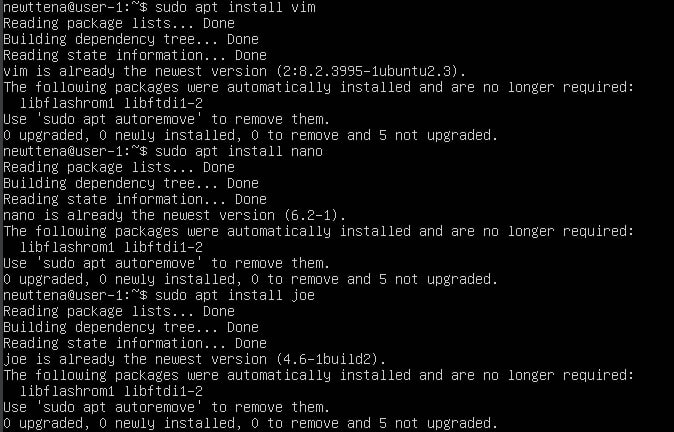 newttena@user-1:~$ sudo apt install vim
Reading package lists... Done
Building dependency tree... Done
Reading state information... Done
vim is already the newest version (2:8.2.3995-1ubuntu2.3).
The following packages were automatically installed and are no longer required:
  libflashrom1 libftdi1-2
Use 'sudo apt autoremove' to remove them.
0 upgraded, 0 newly installed, 0 to remove and 5 not upgraded.
newttena@user-1:~$ sudo apt install nano
Reading package lists... Done
Building dependency tree... Done
Reading state information... Done
nano is already the newest version (6.2-1).
The following packages were automatically installed and are no longer required:
  libflashrom1 libftdi1-2
Use 'sudo apt autoremove' to remove them.
0 upgraded, 0 newly installed, 0 to remove and 5 not upgraded.
newttena@user-1:~$ sudo apt install joe
Reading package lists... Done
Building dependency tree... Done
Reading state information... Done
joe is already the newest version (4.6-1build2).
The following packages were automatically installed and are no longer required:
  libflashrom1 libftdi1-2
Use 'sudo apt autoremove' to remove them.
0 upgraded, 0 newly installed, 0 to remove and 5 not upgraded.